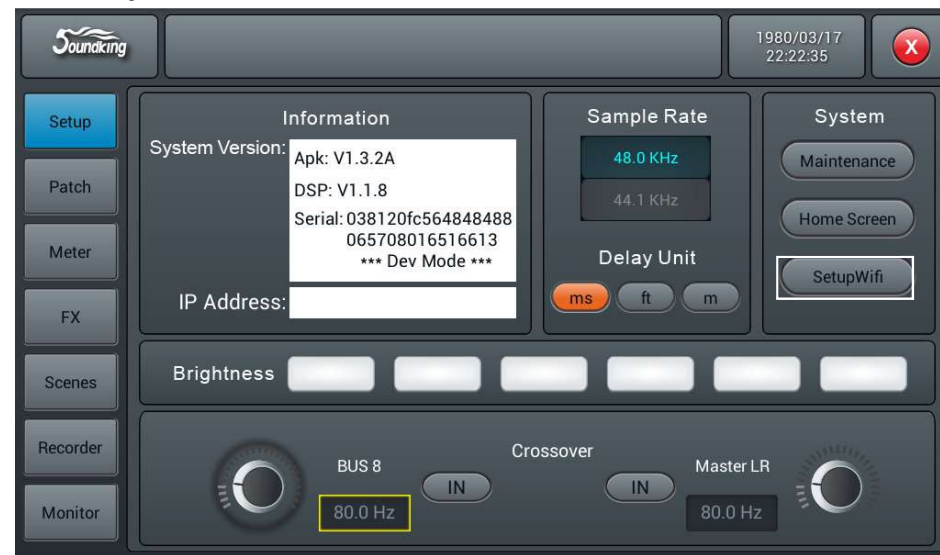 Soundking
1980/03/17
22:22:35
X
Setup
Patch
Meter
FX
Scenes
Recorder
Monitor
Information
System Version:
Apk: V1.3.2A
DSP: V1.1.8
Serial: 038120fc564848488
065708016516613
*** Dev Mode ***
IP Address:
Sample Rate
48.0 KHz
44.1 KHz
Delay Unit
ms ft m
System
Maintenance
Home Screen
SetupWifi
Brightness
Crossover
BUS 8
IN
80.0 Hz
IN
Master LR
80.0 Hz